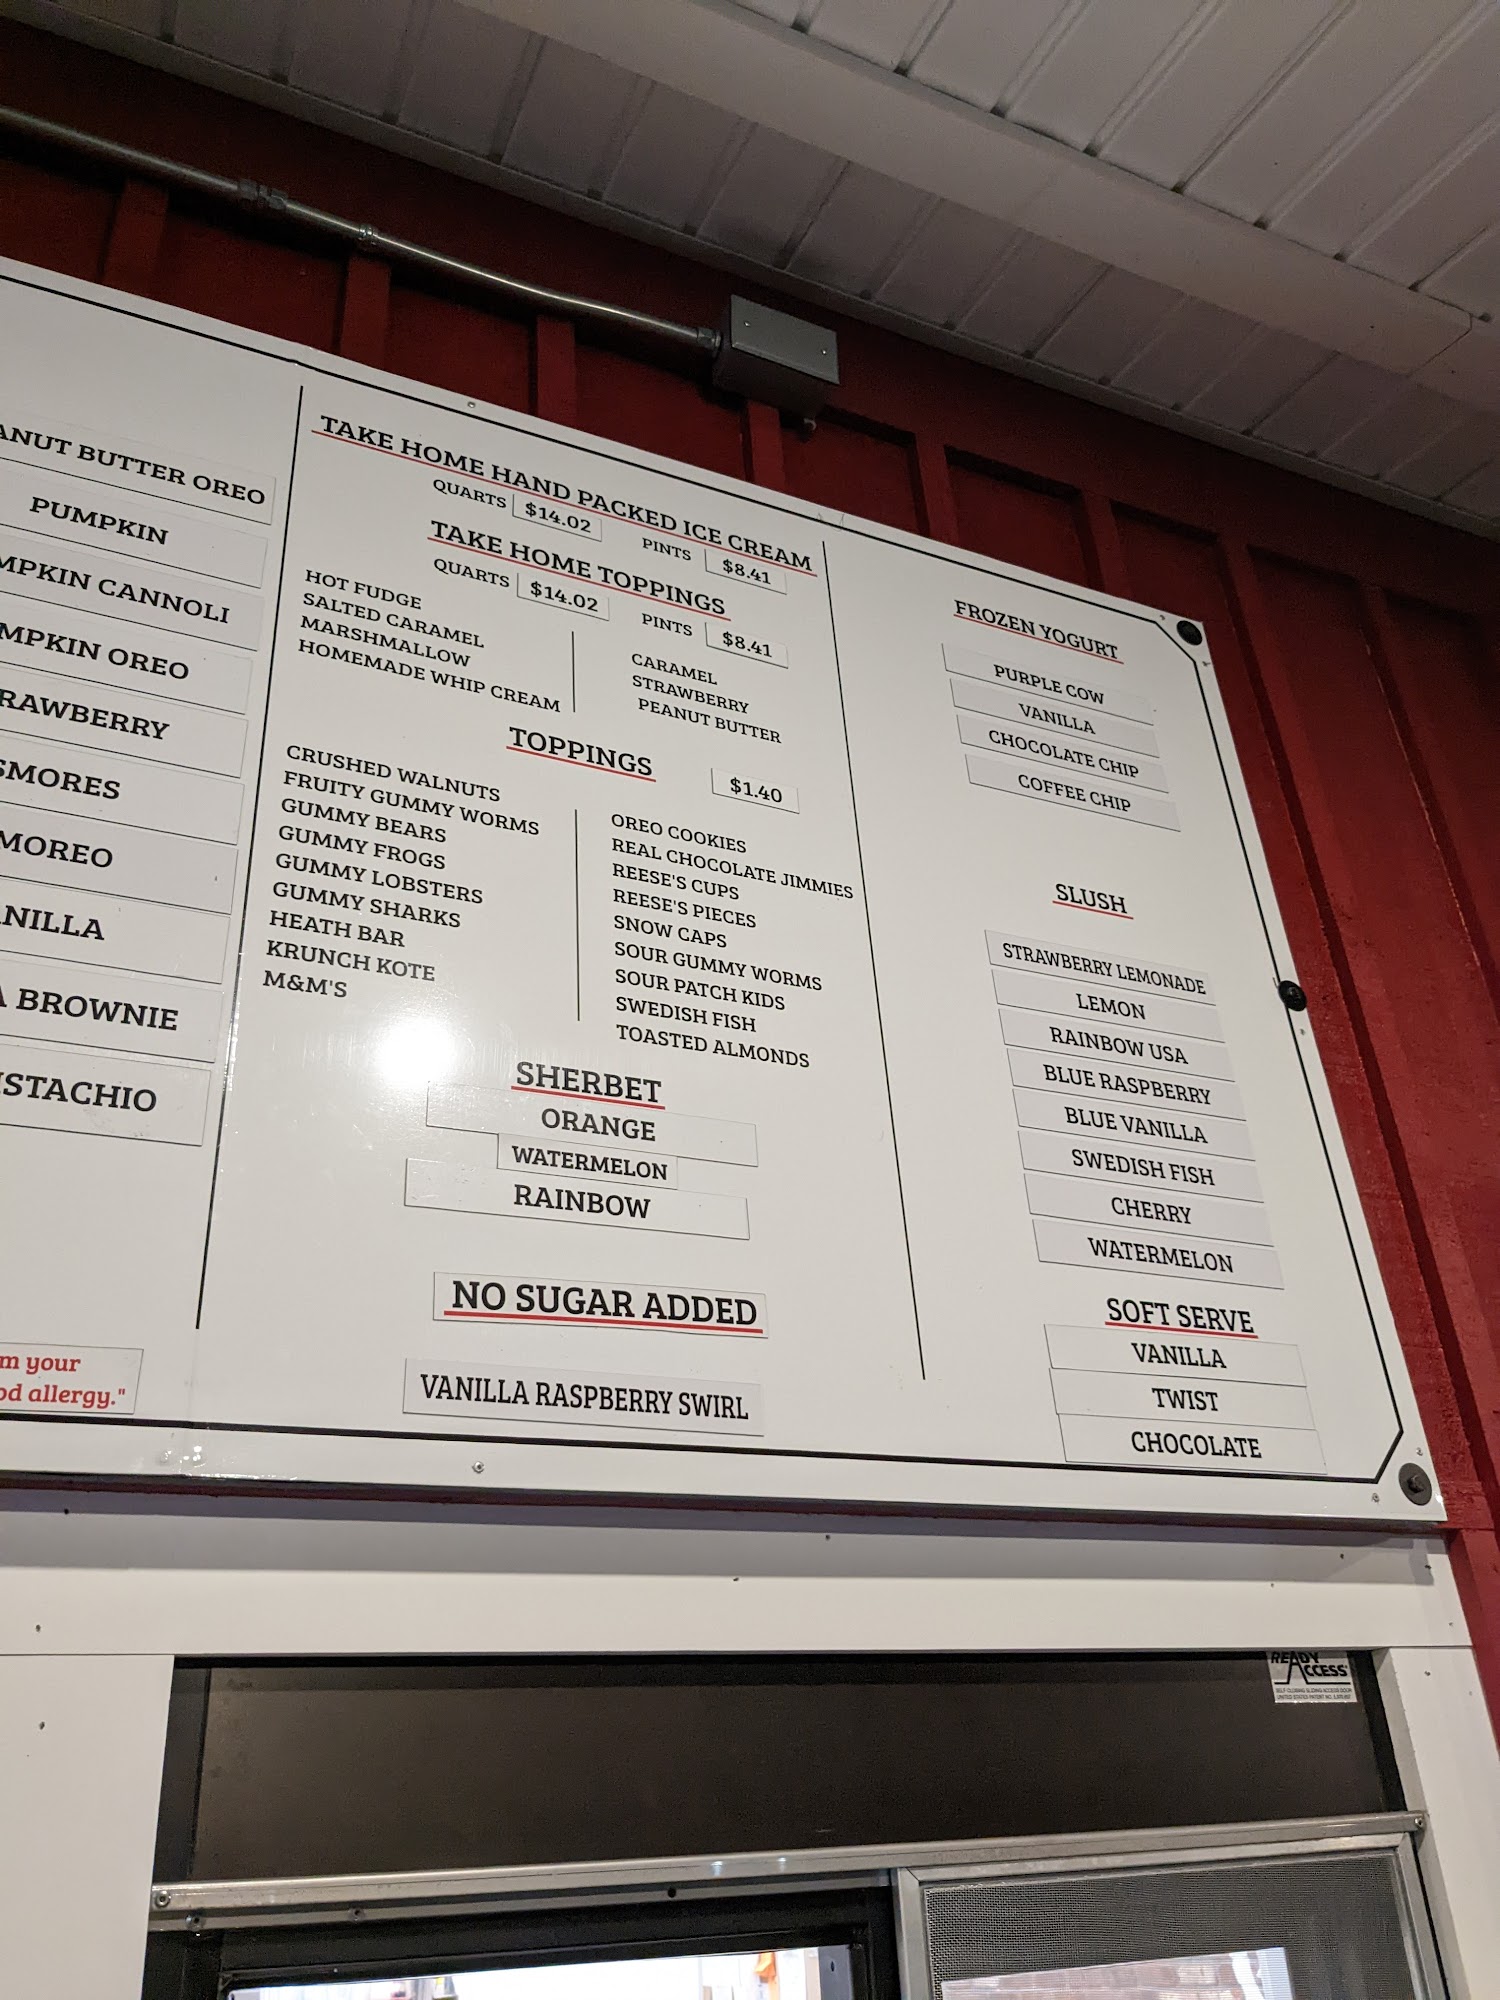 ANUT BUTTER OREO
PUMPKIN
MPKIN CANNOLI
MPKIN OREO
RAWBERRY
SMORES
MOREO
NILLA
A BROWNIE
ISTACHIO
m your
od allergy."
TAKE HOME HAND PACKED ICE CREAM
QUARTS $14.02 PINTS $8.41
TAKE HOME TOPPINGS
QUARTS $14.02 PINTS $8.41
HOT FUDGE
SALTED CARAMEL
MARSHMALLOW
HOMEMADE WHIP CREAM
CARAMEL
STRAWBERRY
PEANUT BUTTER
TOPPINGS $1.40
CRUSHED WALNUTS
FRUITY GUMMY WORMS
GUMMY BEARS
GUMMY FROGS
GUMMY LOBSTERS
GUMMY SHARKS
HEATH BAR
KRUNCH KOTE
M&M'S
OREO COOKIES
REAL CHOCOLATE JIMMIES
REESE'S CUPS
REESE'S PIECES
SNOW CAPS
SOUR GUMMY WORMS
SOUR PATCH KIDS
SWEDISH FISH
TOASTED ALMONDS
SHERBET
ORANGE
WATERMELON
RAINBOW
NO SUGAR ADDED
VANILLA RASPBERRY SWIRL
FROZEN YOGURT
PURPLE COW
VANILLA
CHOCOLATE CHIP
COFFEE CHIP
SLUSH
STRAWBERRY LEMONADE
LEMON
RAINBOW USA
BLUE RASPBERRY
BLUE VANILLA
SWEDISH FISH
CHERRY
WATERMELON
SOFT SERVE
VANILLA
TWIST
CHOCOLATE
READY
ACCESS